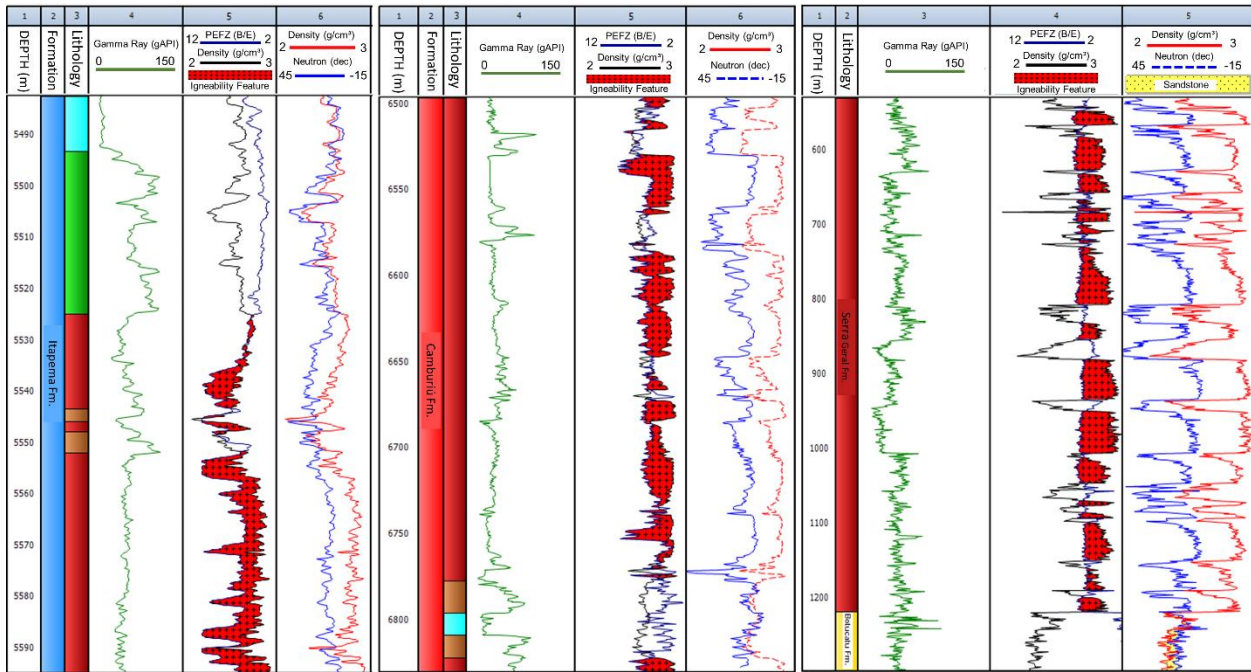 1 2 3 4 5 6
DEPTH (m)
Formation
Lithology
Gamma Ray (gAPI)
0 150
PEFZ (B/E)
12 2
Density (g/cm³)
2 3
Igneability Feature
Density (g/cm³)
2 3
Neutron (dec)
45 -15
5490
5500
5510
5520
5530
5540
5550
5560
5570
5580
5590
Itapema Fm.
1 2 3 4 5 6
DEPTH (m)
Formation
Lithology
Gamma Ray (gAPI)
0 150
PEFZ (B/E)
12 2
Density (g/cm³)
2 3
Igneability Feature
Density (g/cm³)
2 3
Neutron (dec)
45 -15
6500
6550
6600
6650
6700
6750
6800
Camburiú Fm.
1 2 3 4 5
DEPTH (m)
Lithology
Gamma Ray (gAPI)
0 150
PEFZ (B/E)
12 2
Density (g/cm³)
2 3
Igneability Feature
Density (g/cm³)
2 3
Neutron (dec)
45 -15
Sandstone
600
700
800
900
1000
1100
1200
Serra Geral Fm.
Botucatu Fm.